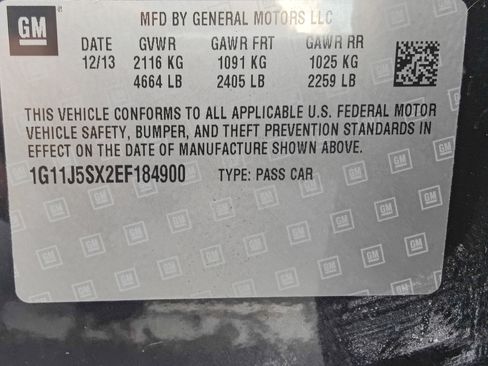 GM
MFD BY GENERAL MOTORS LLC
DATE GVWR GAWR FRT GAWR RR
12/13 2116 KG 1091 KG 1025 KG
4664 LB 2405 LB 2259 LB
THIS VEHICLE CONFORMS TO ALL APPLICABLE U.S. FEDERAL MOTOR
VEHICLE SAFETY, BUMPER, AND THEFT PREVENTION STANDARDS IN
EFFECT ON THE DATE OF MANUFACTURE SHOWN ABOVE.
1G11J5SX2EF184900 TYPE: PASS CAR